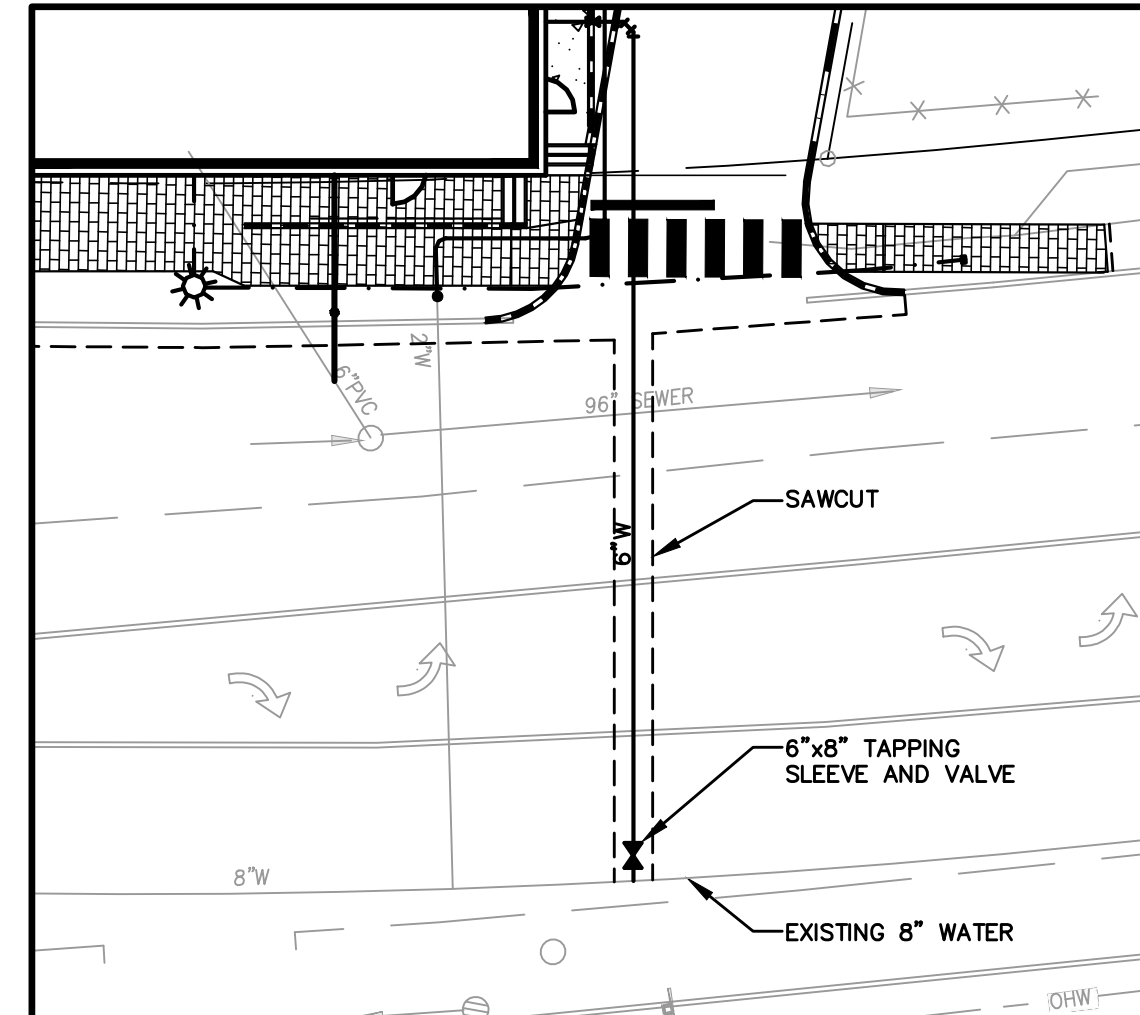 2"W
6"PVC
96" SEWER
SAWCUT
6"W
6"x8" TAPPING
SLEEVE AND VALVE
8"W
EXISTING 8" WATER
OHW